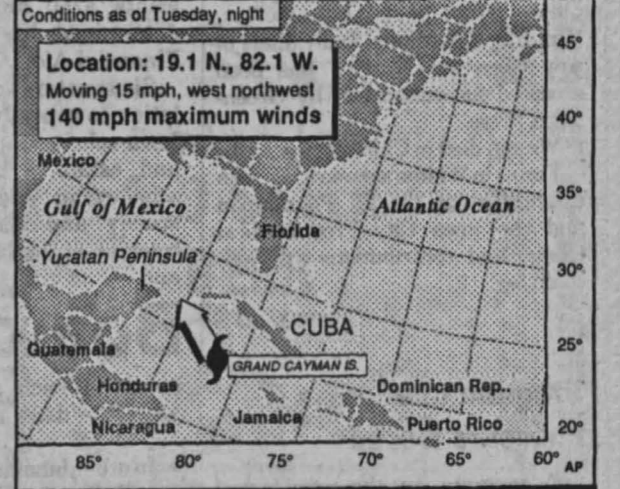 Conditions as of Tuesday, night
Location: 19.1 N., 82.1 W.
Moving 15 mph, west northwest
140 mph maximum winds
45°
40°
Mexico
35°
Gulf of Mexico
Atlantic Ocean
Florida
30°
Yucatan Peninsula
CUBA
25°
Guatemala
GRAND CAYMAN IS.
Honduras
Dominican Rep..
Jamaica
Puerto Rico
20°
Nicaragua
85°
80°
75°
70°
65°
60°
AP